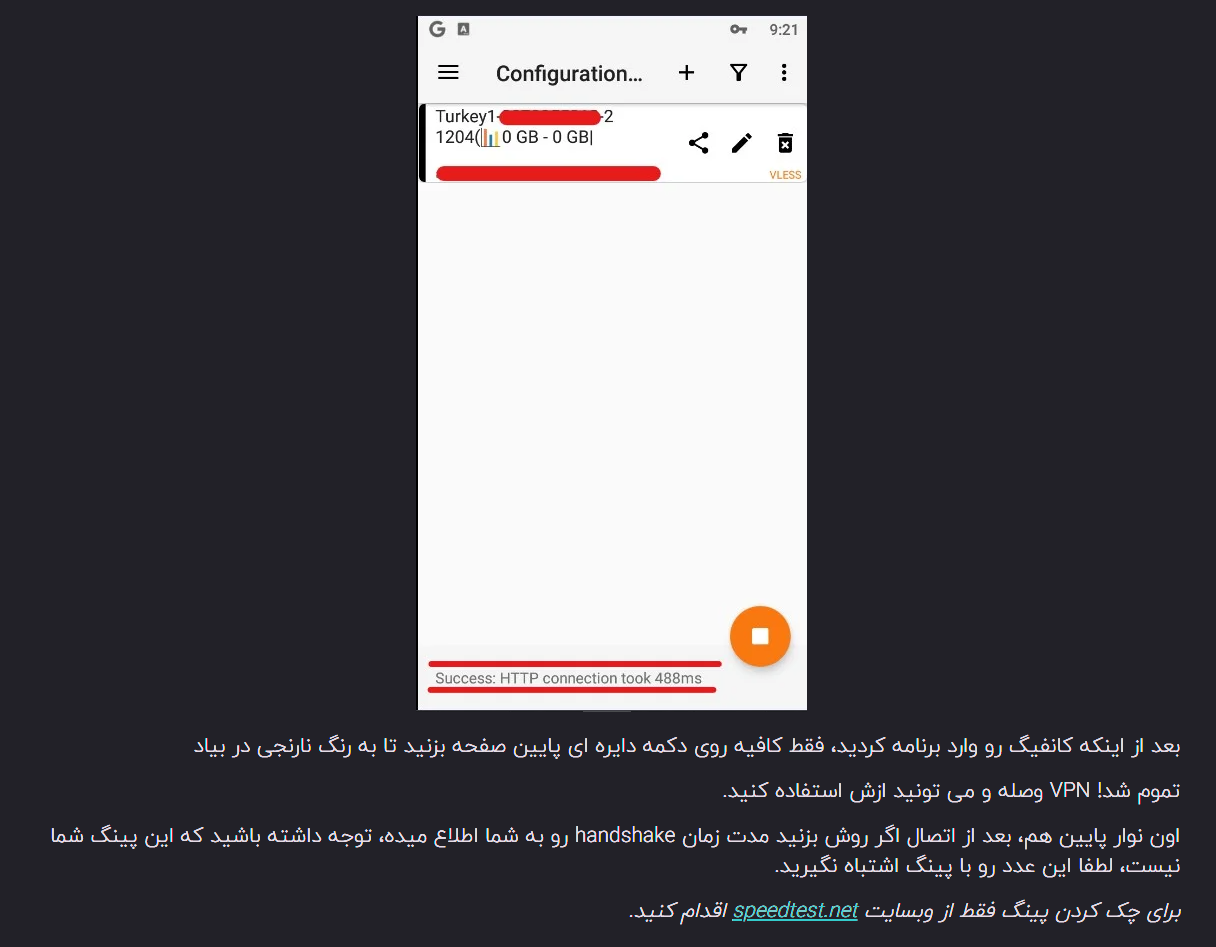 9:21
Configuration...
Turkey1- -2
1204(📊0 GB - 0 GB|
VLESS
Success: HTTP connection took 488ms
بعد از اینکه کانفیگ رو وارد برنامه کردید، فقط کافیه روی دکمه دایره ای پایین صفحه بزنید تا به رنگ نارنجی در بیاد
تموم شد! VPN وصله و می تونید ازش استفاده کنید.
اون نوار پایین هم، بعد از اتصال اگر روش بزنید مدت زمان handshake رو به شما اطلاع میده، توجه داشته باشید که این پینگ شما
نیست، لطفا این عدد رو با پینگ اشتباه نگیرید.
برای چک کردن پینگ فقط از وبسایت speedtest.net اقدام کنید.